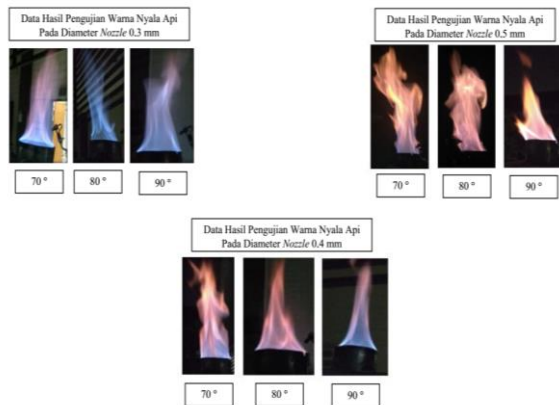 Data Hasil Pengujian Warna Nyala Api
Pada Diameter Nozzle 0.3 mm
70 °
80 °
90 °
Data Hasil Pengujian Warna Nyala Api
Pada Diameter Nozzle 0.5 mm
70 °
80 °
90 °
Data Hasil Pengujian Warna Nyala Api
Pada Diameter Nozzle 0.4 mm
70 °
80 °
90 °